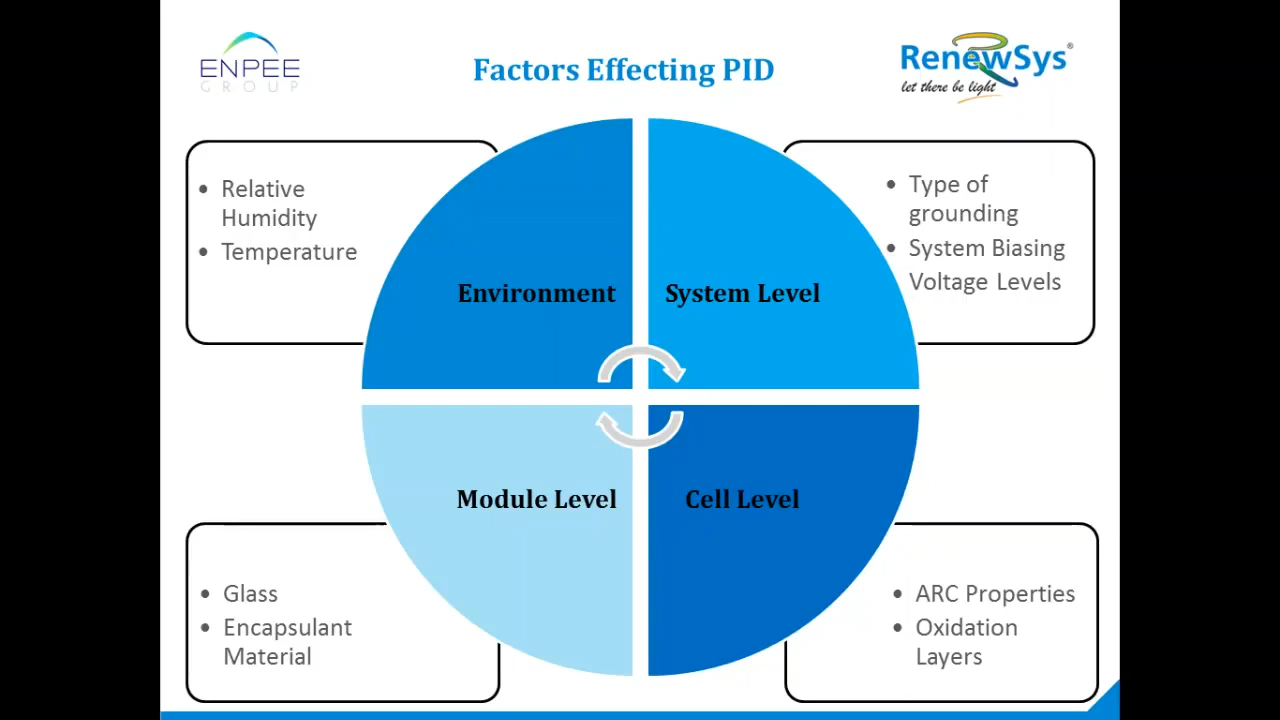 ENPEE
GROUP
Factors Effecting PID
RenewSys®
let there be light
• Relative
Humidity
• Temperature
• Type of
grounding
• System Biasing
Voltage Levels
Environment
System Level
Module Level
Cell Level
• Glass
• Encapsulant
Material
• ARC Properties
• Oxidation
Layers